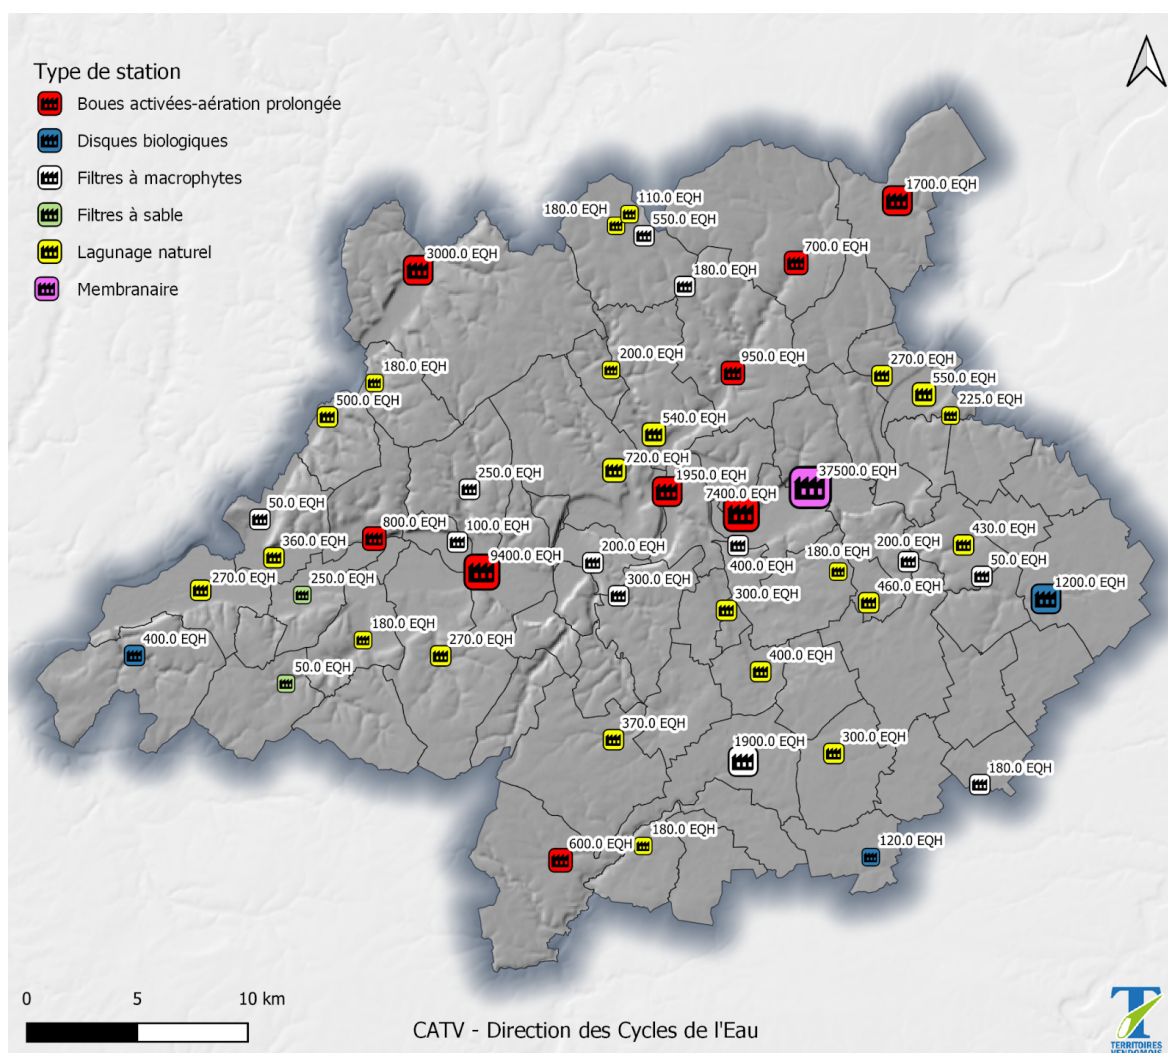 Type de station
Boues activées-aération prolongée
Disques biologiques
Filtres à macrophytes
Filtres à sable
Lagunage naturel
Membranaire
1700.0 EQH
110.0 EQH
180.0 EQH
550.0 EQH
700.0 EQH
3000.0 EQH
180.0 EQH
200.0 EQH
950.0 EQH
270.0 EQH
180.0 EQH
550.0 EQH
500.0 EQH
225.0 EQH
540.0 EQH
720.0 EQH
1950.0 EQH
37500.0 EQH
250.0 EQH
7400.0 EQH
50.0 EQH
800.0 EQH
100.0 EQH
430.0 EQH
360.0 EQH
9400.0 EQH
200.0 EQH
400.0 EQH
180.0 EQH
200.0 EQH
50.0 EQH
270.0 EQH
250.0 EQH
300.0 EQH
300.0 EQH
460.0 EQH
1200.0 EQH
400.0 EQH
180.0 EQH
270.0 EQH
50.0 EQH
400.0 EQH
370.0 EQH
1900.0 EQH
300.0 EQH
180.0 EQH
600.0 EQH
180.0 EQH
120.0 EQH
0 5 10 km
CATV - Direction des Cycles de l'Eau
TERRITOIRES
VENDOMOIS